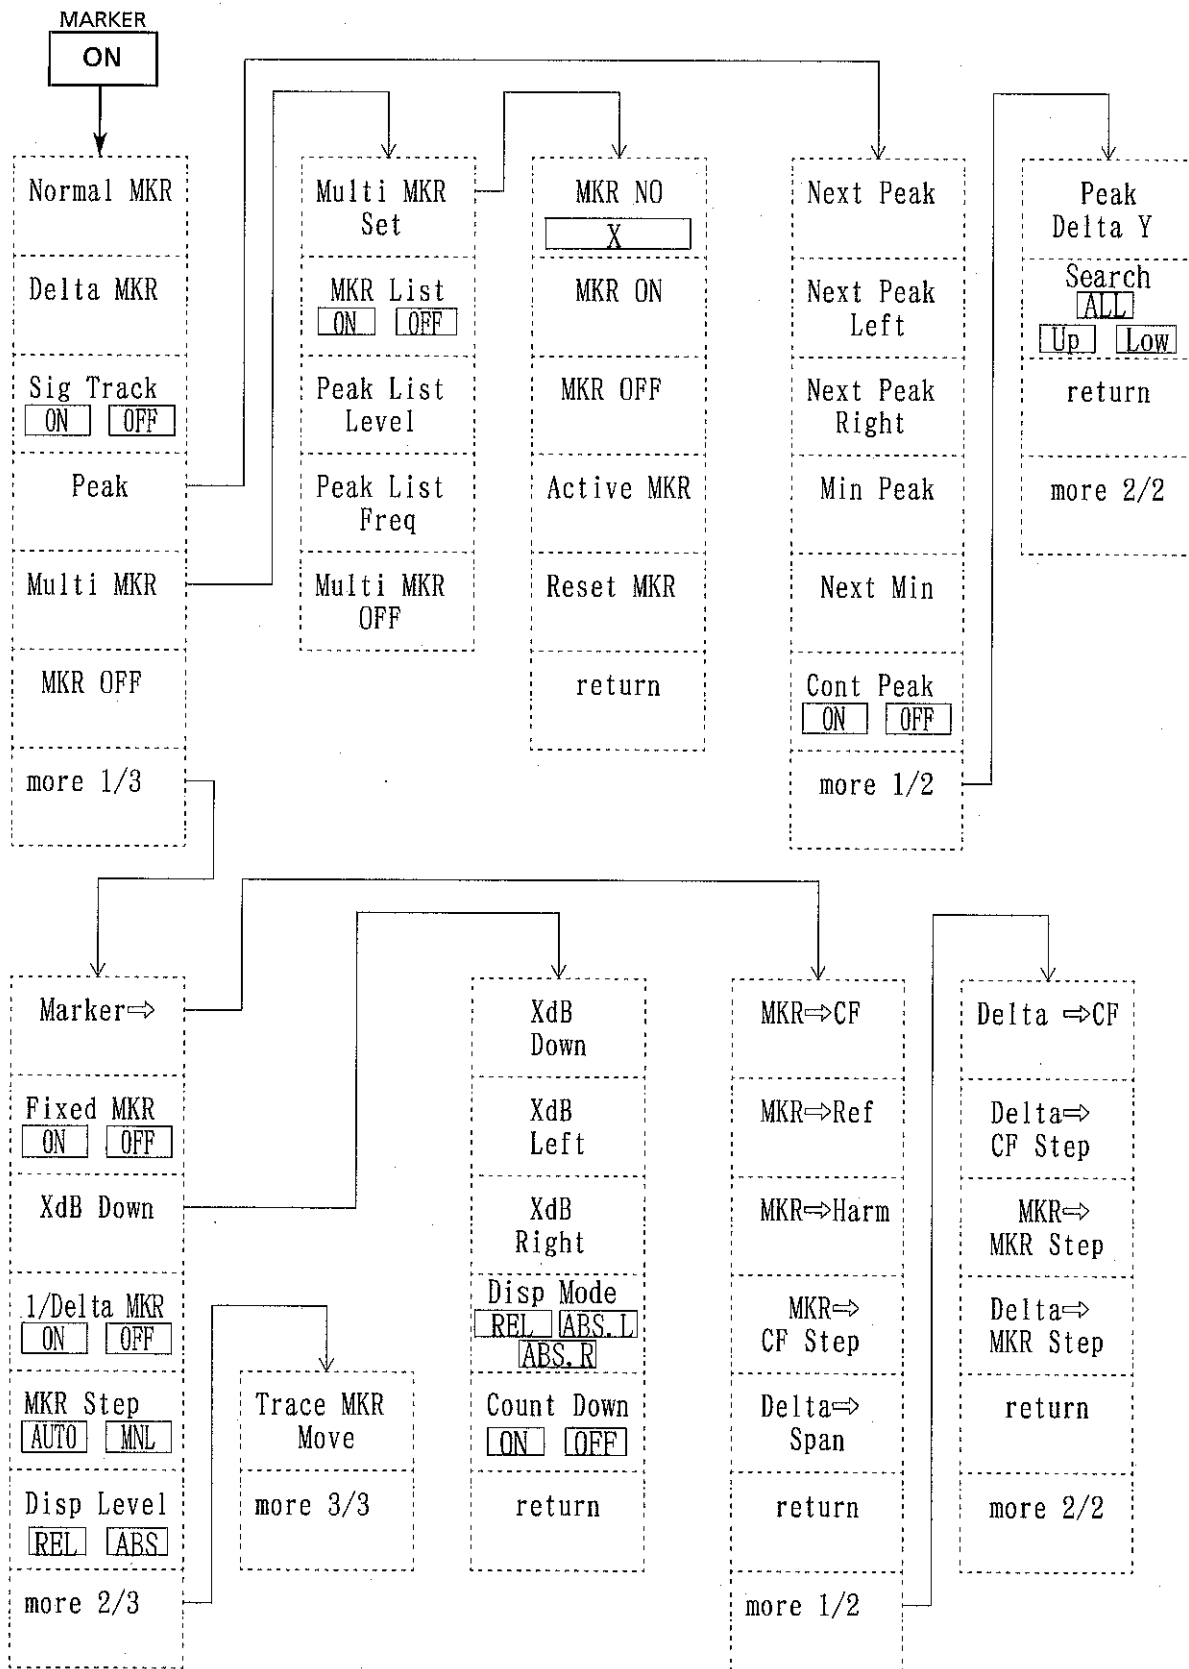 MARKER
ON
Normal MKR
Delta MKR
Sig Track
ON OFF
Peak
Multi MKR
MKR OFF
more 1/3
Multi MKR
Set
MKR List
ON OFF
Peak List
Level
Peak List
Freq
Multi MKR
OFF
MKR NO
X
MKR ON
MKR OFF
Active MKR
Reset MKR
return
Next Peak
Next Peak
Left
Next Peak
Right
Min Peak
Next Min
Cont Peak
ON OFF
more 1/2
Peak
Delta Y
Search
ALL
Up Low
return
more 2/2
Marker⇨
Fixed MKR
ON OFF
XdB Down
1/Delta MKR
ON OFF
MKR Step
AUTO MNL
Disp Level
REL ABS
more 2/3
Trace MKR
Move
more 3/3
XdB
Down
XdB
Left
XdB
Right
Disp Mode
REL ABS.L
ABS.R
Count Down
ON OFF
return
MKR⇨CF
MKR⇨Ref
MKR⇨Harm
MKR⇨
CF Step
Delta⇨
Span
return
more 1/2
Delta ⇨CF
Delta⇨
CF Step
MKR⇨
MKR Step
Delta⇨
MKR Step
return
more 2/2